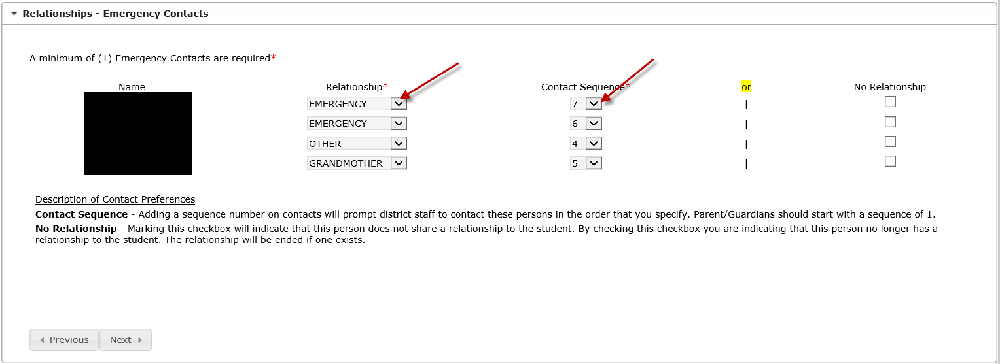 Relationships - Emergency Contacts
A minimum of (1) Emergency Contacts are required*
Name Relationship* Contact Sequence* or No Relationship
EMERGENCY 7 |
EMERGENCY 6 |
OTHER 4 |
GRANDMOTHER 5 |
Description of Contact Preferences
Contact Sequence - Adding a sequence number on contacts will prompt district staff to contact these persons in the order that you specify. Parent/Guardians should start with a sequence of 1.
No Relationship - Marking this checkbox will indicate that this person does not share a relationship to the student. By checking this checkbox you are indicating that this person no longer has a
relationship to the student. The relationship will be ended if one exists.
Previous Next